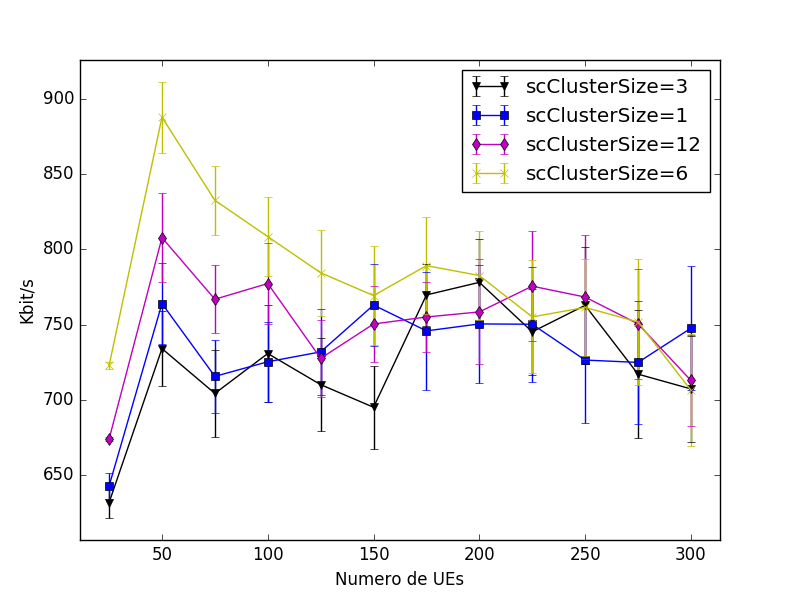 900
850
800
750
700
650
Kbit/s
scClusterSize=3
scClusterSize=1
scClusterSize=12
scClusterSize=6
50 100 150 200 250 300
Numero de UEs